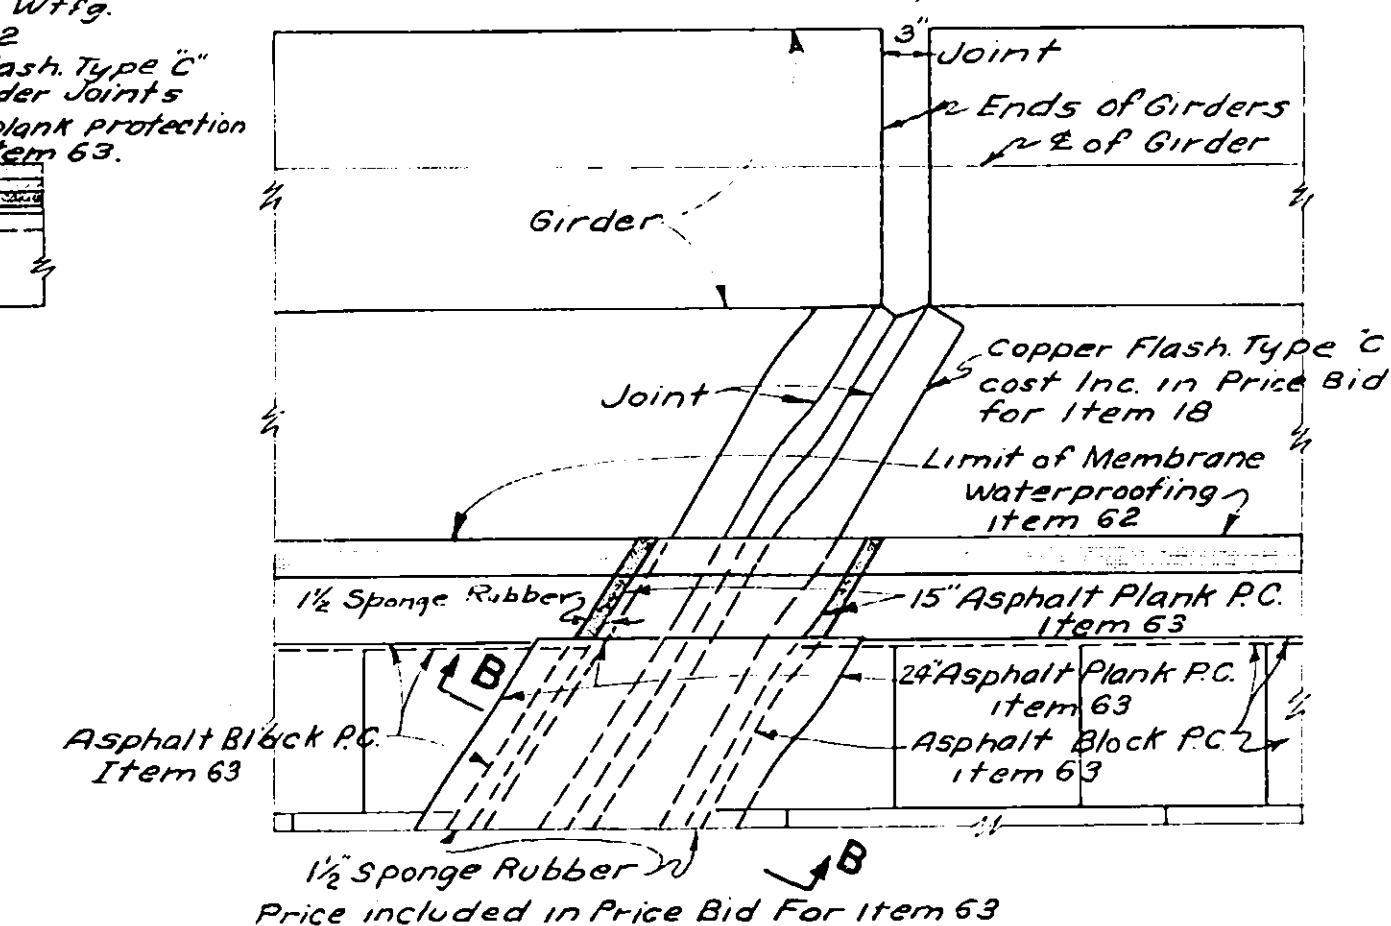 Wtfg.
2
Flash. Type "C"
der Joints
plank Protection
tem 63.
3"
Joint
Ends of Girders
℄ of Girder
Girder
Copper Flash. Type "C
cost Inc. in Price Bid
for Item 18
Joint
Limit of Membrane
Waterproofing
Item 62
1½ Sponge Rubber
15" Asphalt Plank P.C.
Item 63
B
24" Asphalt Plank P.C.
Item 63
Asphalt Block P.C.
Item 63
Asphalt Block P.C.
Item 63
1½" Sponge Rubber
B
Price included in Price Bid For Item 63